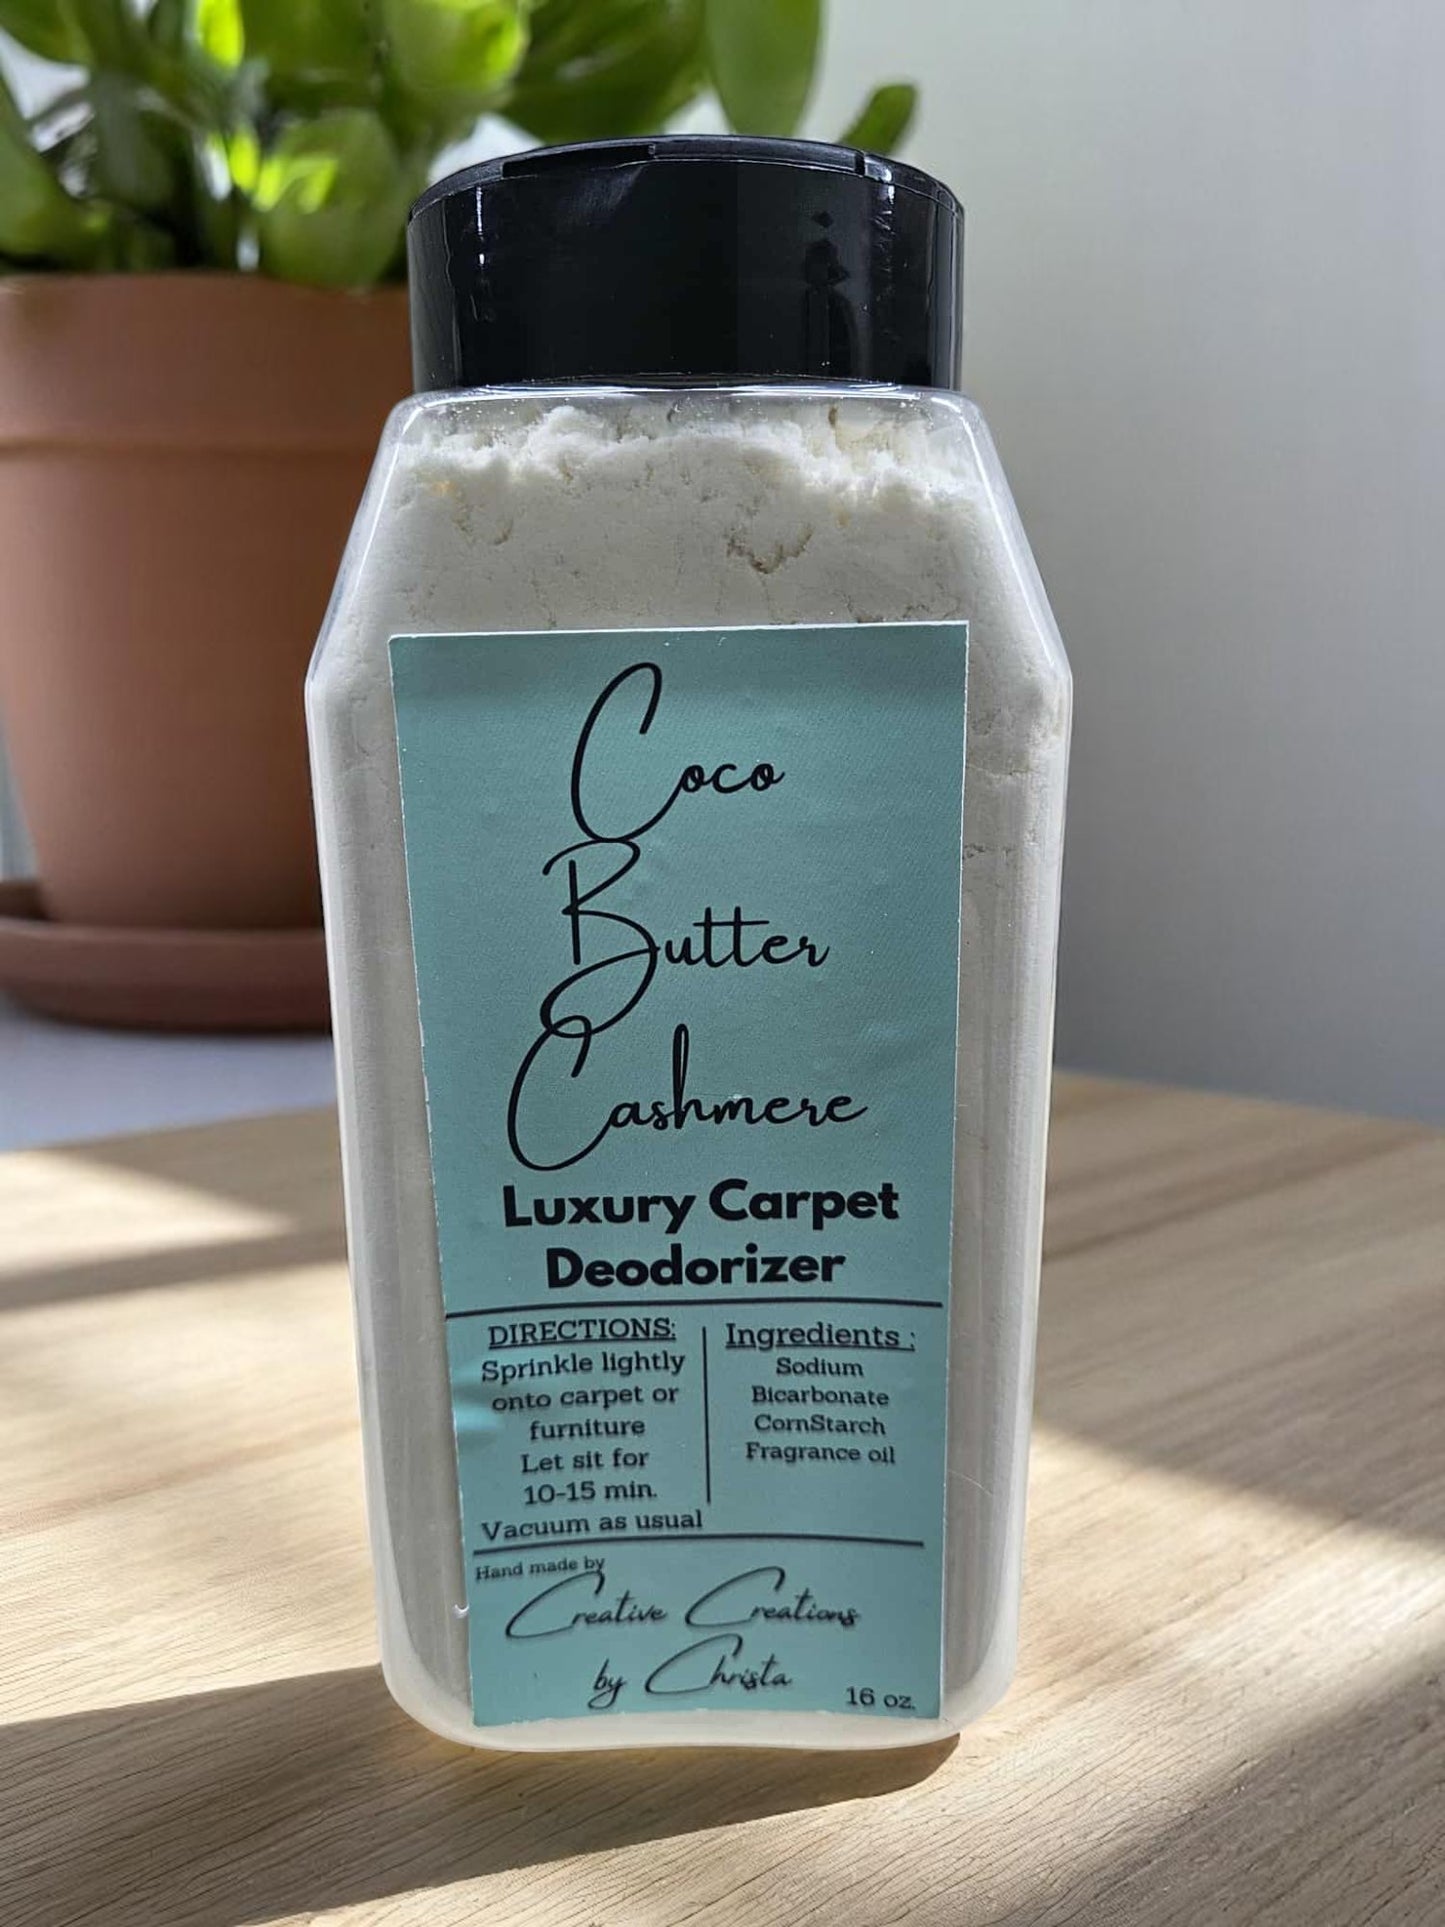 Coco
Butter
Cashmere
Luxury Carpet
Deodorizer
DIRECTIONS:
Sprinkle lightly
onto carpet or
furniture
Let sit for
10-15 min.
Vacuum as usual
Ingredients :
Sodium
Bicarbonate
CornStarch
Fragrance oil
Hand made by
Creative Creations
by Christa
16 oz.